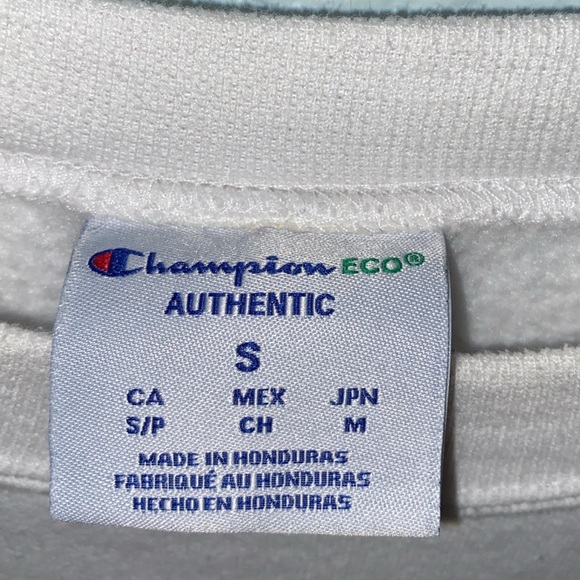 Champion ECO®
AUTHENTIC
S
CA MEX JPN
S/P CH M
MADE IN HONDURAS
FABRIQUÉ AU HONDURAS
HECHO EN HONDURAS